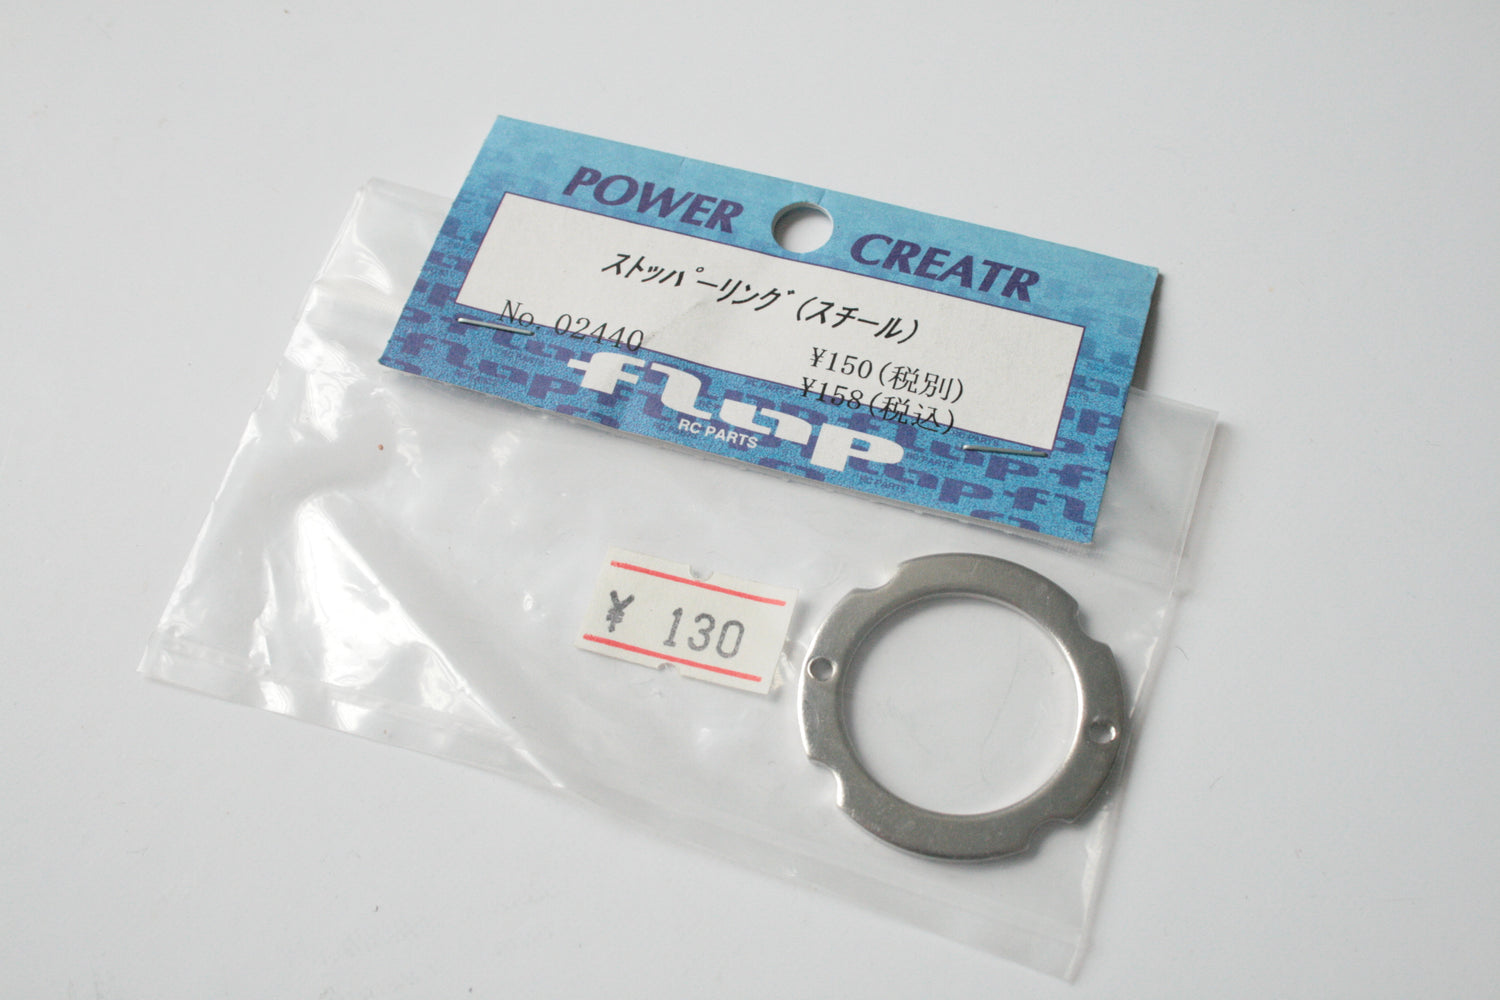 POWER CREATR
ストッパーリング(スチール)
No. 02440
¥150(税別)
¥158(税込)
flup
RC PARTS
¥ 130